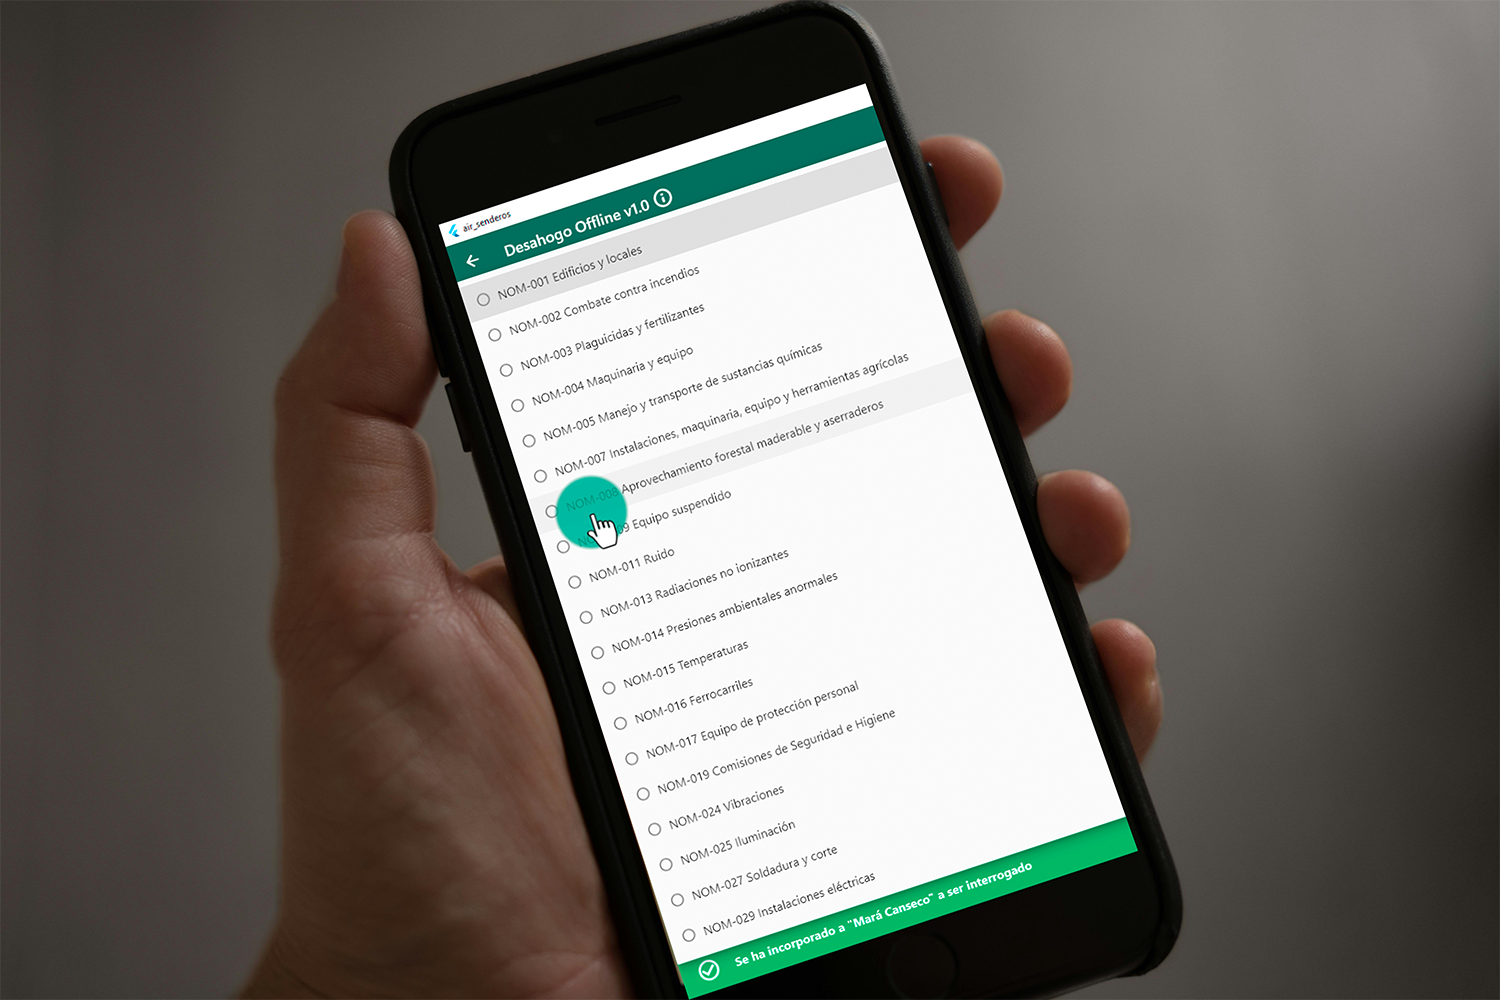 air_senderos
Desahogo Offline v1.0
NOM-001 Edificios y locales
NOM-002 Combate contra incendios
NOM-003 Plaguicidas y fertilizantes
NOM-004 Maquinaria y equipo
NOM-005 Manejo y transporte de sustancias químicas
NOM-007 Instalaciones, maquinaria, equipo y herramientas agrícolas
NOM-008 Aprovechamiento forestal maderable y aserraderos
Equipo suspendido
NOM-011 Ruido
NOM-013 Radiaciones no ionizantes
NOM-014 Presiones ambientales anormales
NOM-015 Temperaturas
NOM-016 Ferrocarriles
NOM-017 Equipo de protección personal
NOM-019 Comisiones de Seguridad e Higiene
NOM-024 Vibraciones
NOM-025 Iluminación
NOM-027 Soldadura y corte
NOM-029 Instalaciones eléctricas
Se ha incorporado a "Mará Canseco" a ser interrogado